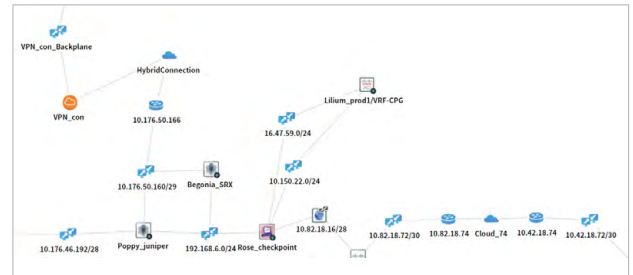 VPN_con_Backplane
HybridConnection
VPN_con
Lilium_prod1/VRF-CPG
10.176.50.166
16.47.59.0/24
10.150.22.0/24
10.176.50.160/29
Begonia_SRX
10.82.18.16/28
10.82.18.72/30
10.82.18.74
Cloud_74
10.42.18.74
10.42.18.72/30
10.176.46.192/28
Poppy_juniper
192.168.6.0/24
Rose_checkpoint